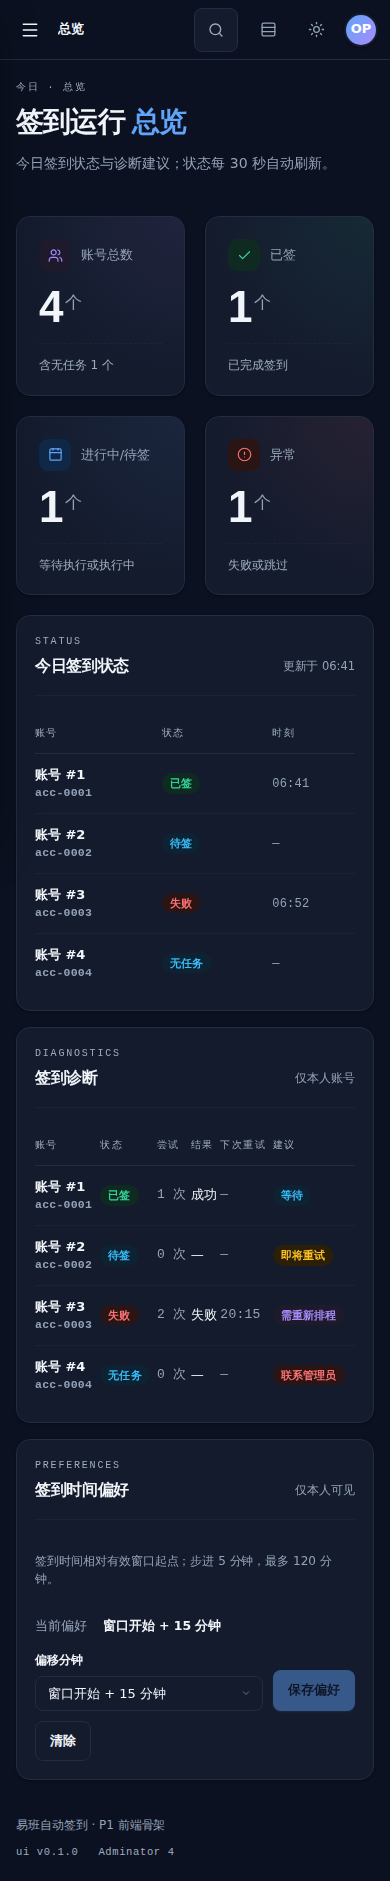 总览
OP
今日 · 总览
签到运行 总览
今日签到状态与诊断建议；状态每 30 秒自动刷新。
账号总数
4个
含无任务 1 个
已签
1个
已完成签到
进行中/待签
1个
等待执行或执行中
异常
1个
失败或跳过
STATUS
今日签到状态 更新于 06:41
账号 状态 时刻
账号 #1
acc-0001
已签 06:41
账号 #2
acc-0002
待签 —
账号 #3
acc-0003
失败 06:52
账号 #4
acc-0004
无任务 —
DIAGNOSTICS
签到诊断 仅本人账号
账号 状态 尝试 结果 下次重试 建议
账号 #1
acc-0001
已签 1 次 成功 — 等待
账号 #2
acc-0002
待签 0 次 — — 即将重试
账号 #3
acc-0003
失败 2 次 失败 20:15 需重新排程
账号 #4
acc-0004
无任务 0 次 — — 联系管理员
PREFERENCES
签到时间偏好 仅本人可见
签到时间相对有效窗口起点；步进 5 分钟，最多 120 分
钟。
当前偏好 窗口开始 + 15 分钟
偏移分钟
窗口开始 + 15 分钟 保存偏好
清除
易班自动签到 · P1 前端骨架
ui v0.1.0 Adminator 4